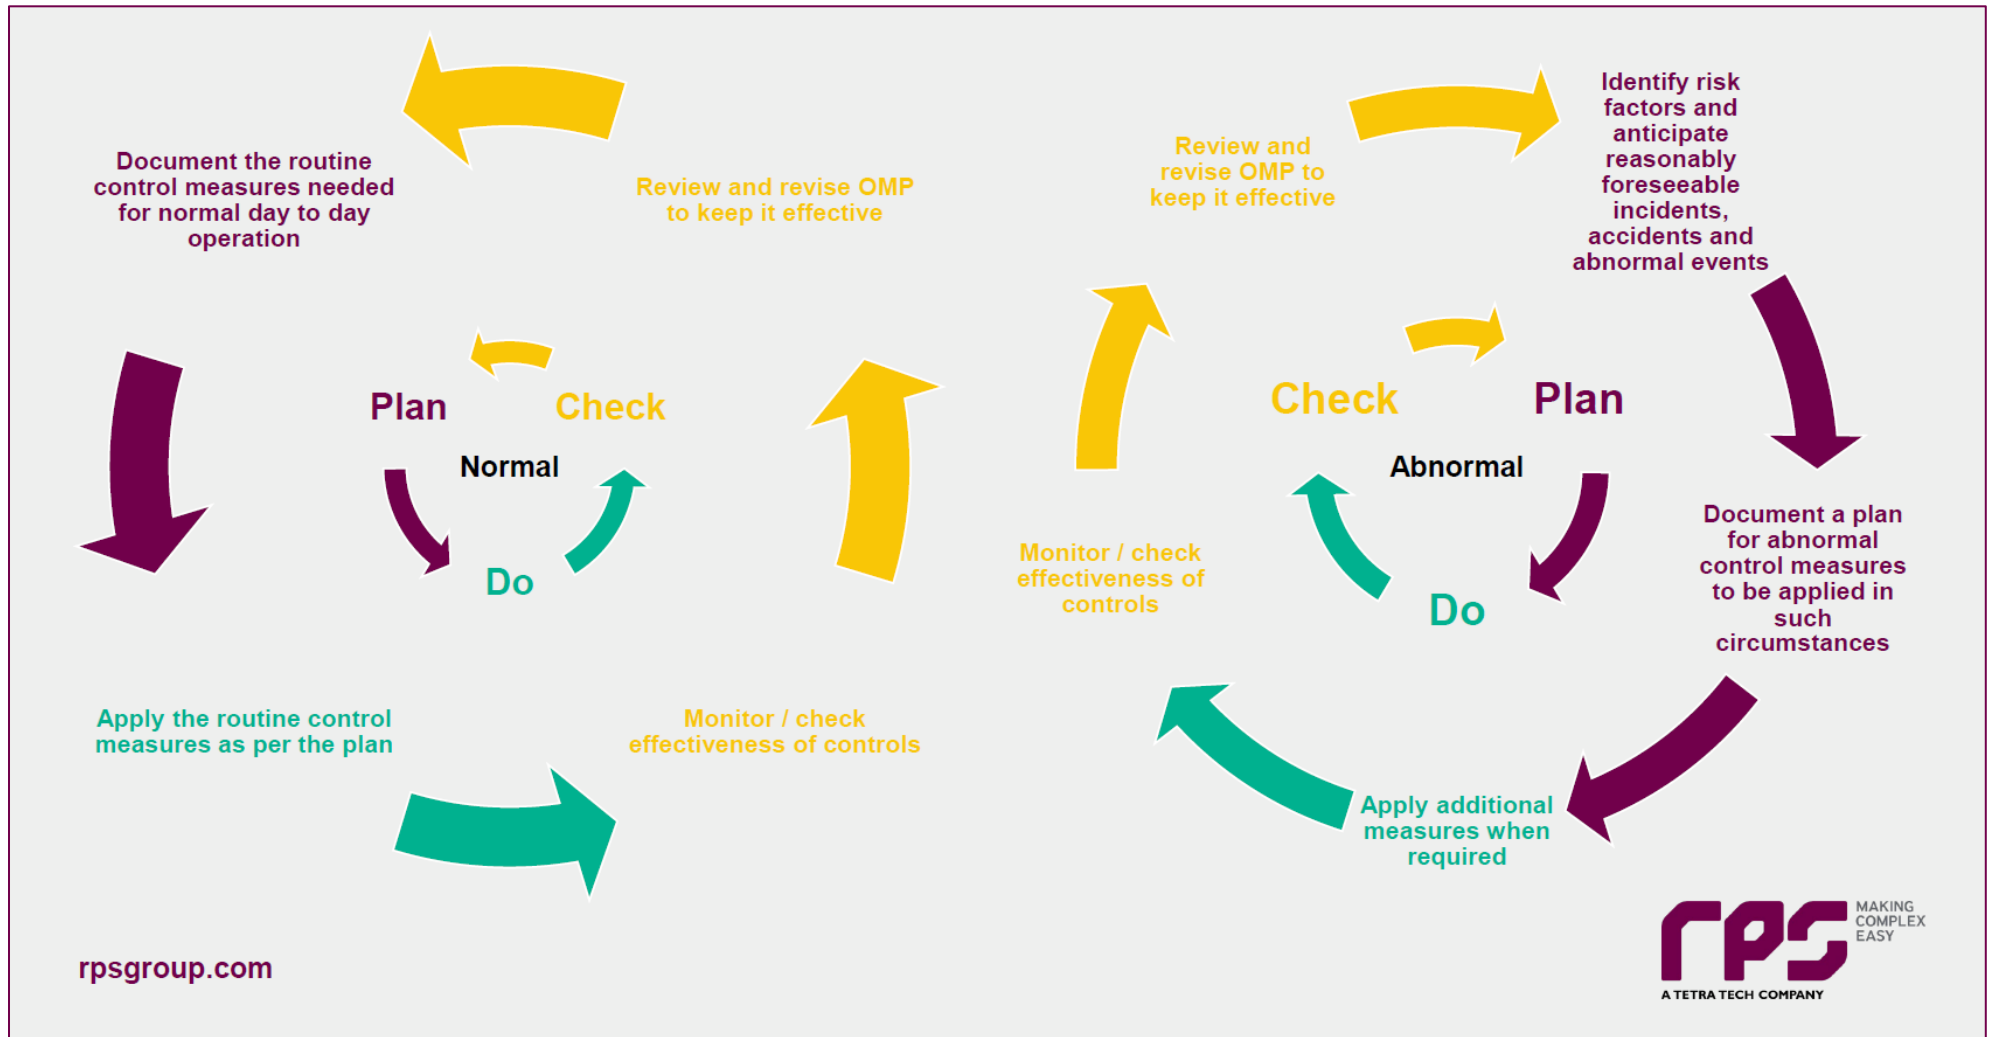 Document the routine
control measures needed
for normal day to day
operation
Review and revise OMP
to keep it effective
Plan
Check
Normal
Do
Apply the routine control
measures as per the plan
Monitor / check
effectiveness of controls
Review and
revise OMP to
keep it effective
Identify risk
factors and
anticipate
reasonably
foreseeable
incidents,
accidents and
abnormal events
Check
Plan
Abnormal
Do
Monitor / check
effectiveness of
controls
Document a plan
for abnormal
control measures
to be applied in
such
circumstances
Apply additional
measures when
required
rpsgroup.com
rps
MAKING
COMPLEX
EASY
A TETRA TECH COMPANY